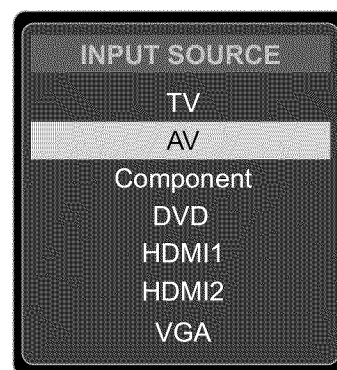 INPUT SOURCE
TV
AV
Component
DVD
HDMI1
HDMI2
VGA